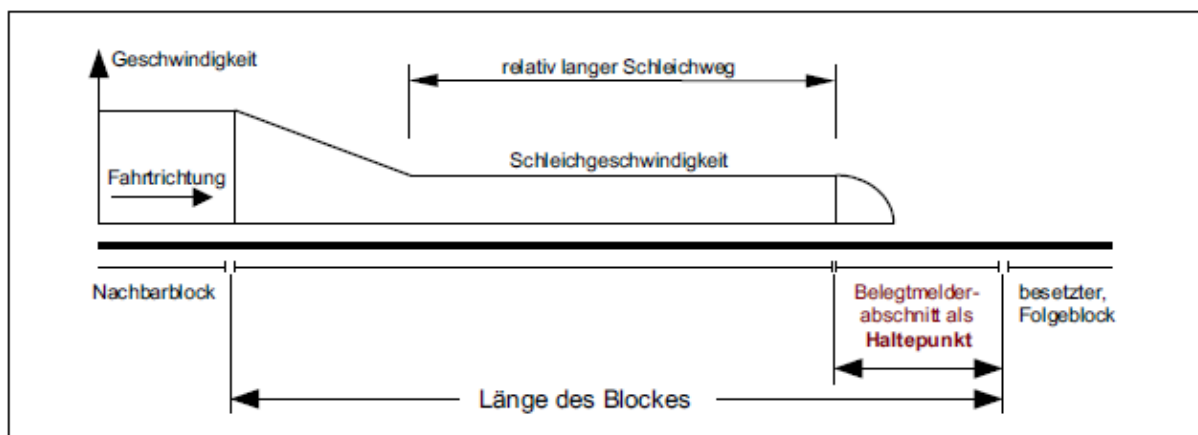 Geschwindigkeit
relativ langer Schleichweg
Schleichgeschwindigkeit
Fahrtrichtung
Nachbarblock
Belegtmelder-
abschnitt als
Haltepunkt
besetzter,
Folgeblock
Länge des Blockes